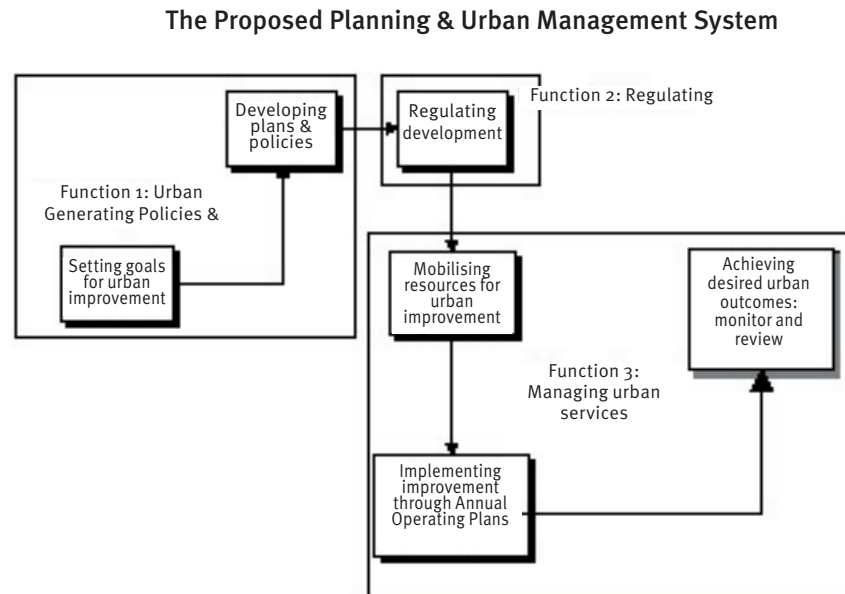 The Proposed Planning & Urban Management System
Developing
plans &
policies
Regulating
development
Function 2: Regulating
Function 1: Urban
Generating Policies &
Setting goals
for urban
improvement
Mobilising
resources for
urban
improvement
Achieving
desired urban
outcomes:
monitor and
review
Function 3:
Managing urban
services
Implementing
improvement
through Annual
Operating Plans